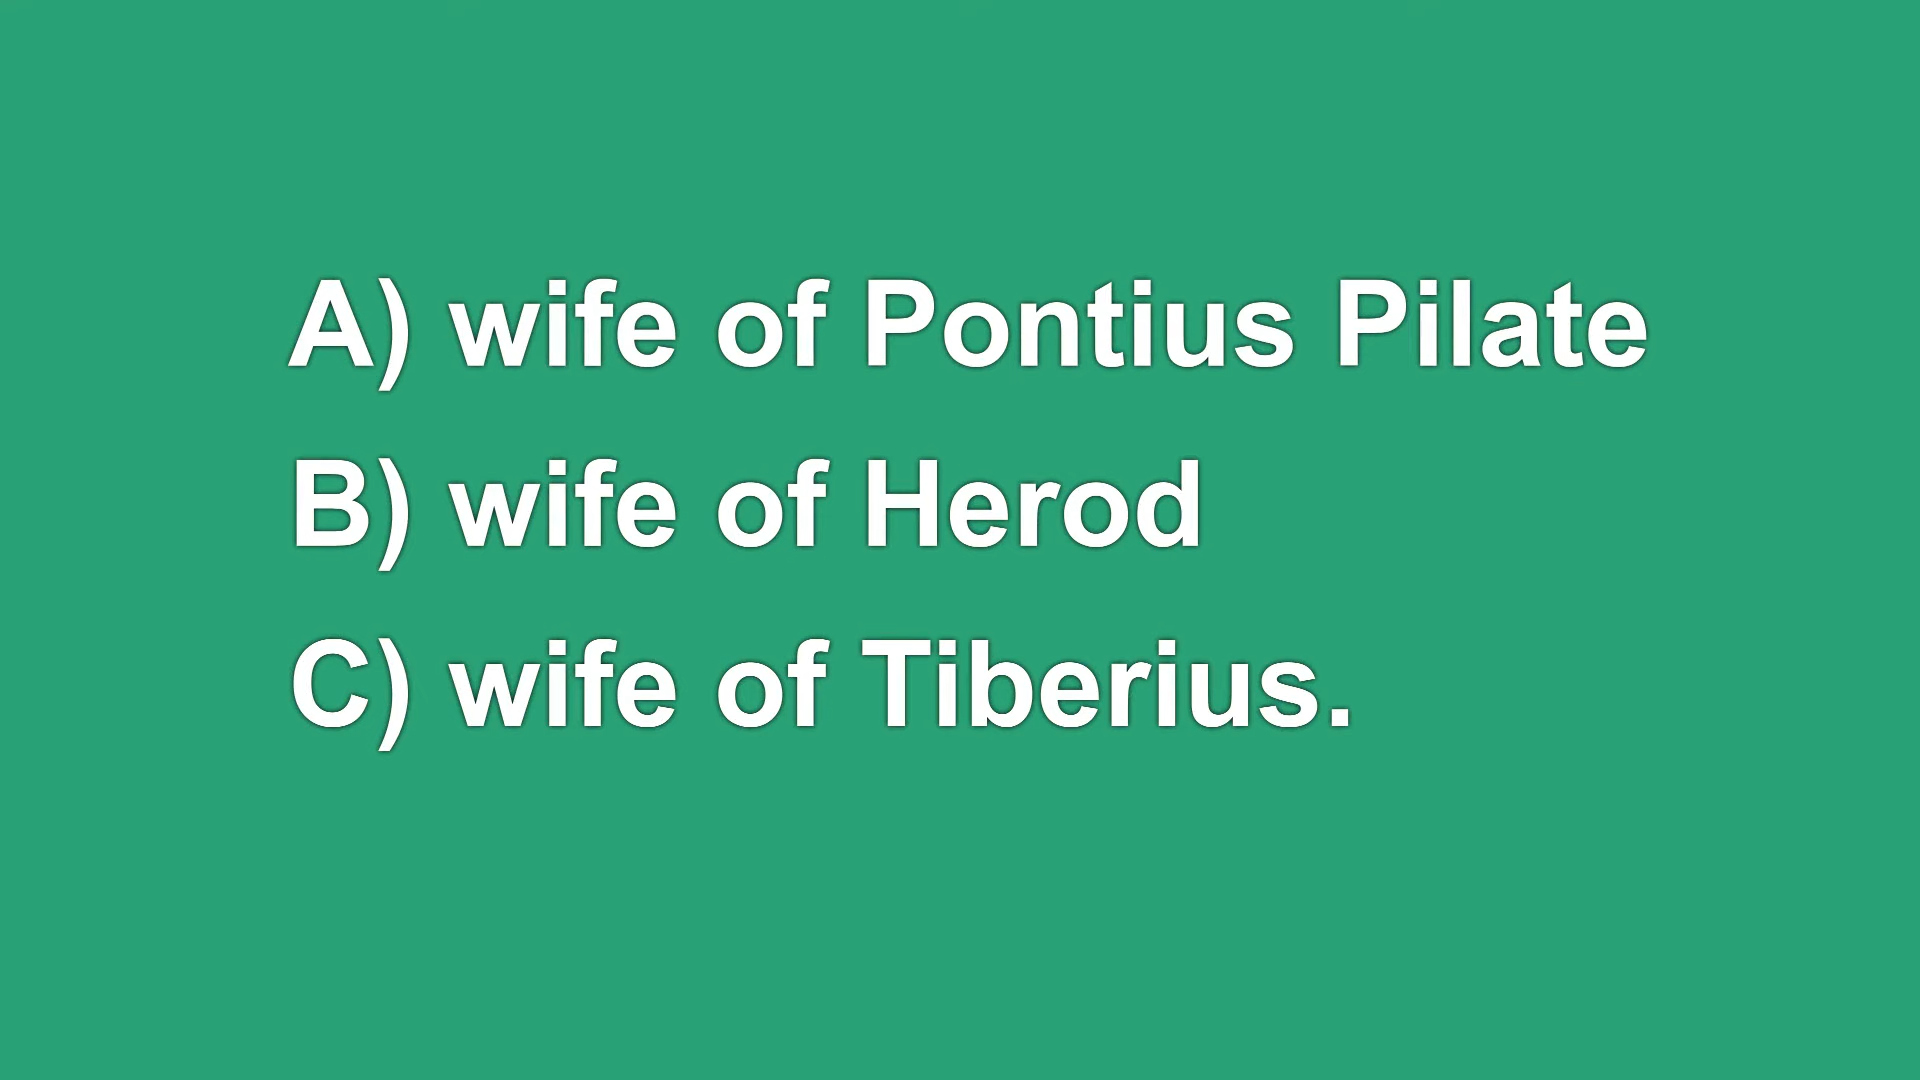 A) wife of Pontius Pilate
B) wife of Herod
C) wife of Tiberius.